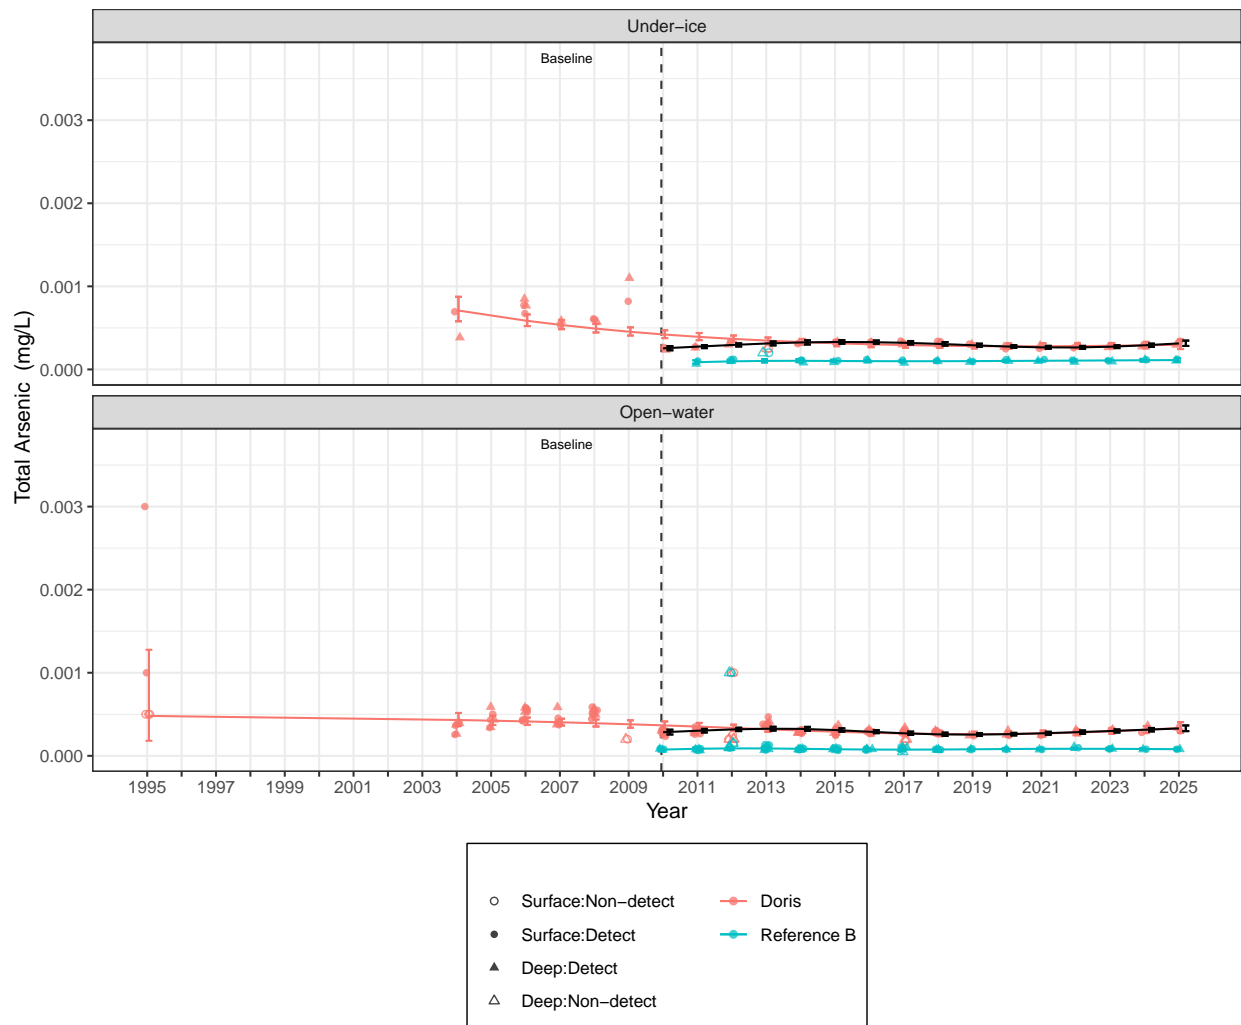 Under−ice
Baseline
0.003
0.002
0.001
0.000
Open−water
Baseline
0.003
0.002
0.001
0.000
Total Arsenic (mg/L)
1995 1997 1999 2001 2003 2005 2007 2009 2011 2013 2015 2017 2019 2021 2023 2025
Year
Surface:Non−detect
Surface:Detect
Deep:Detect
Deep:Non−detect
Doris
Reference B